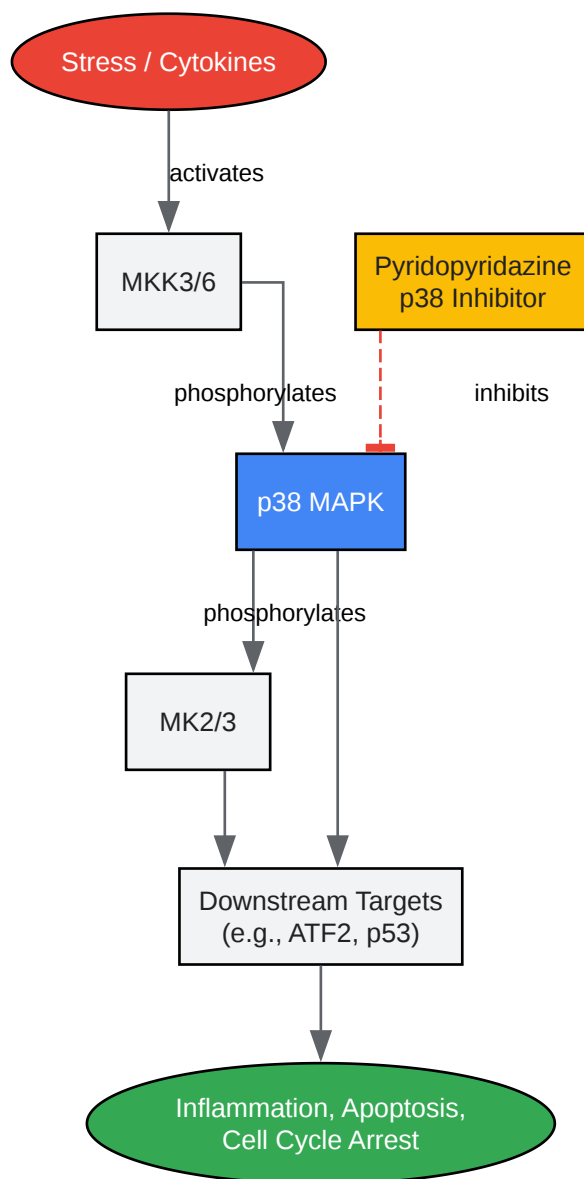 Stress / Cytokines
activates
MKK3/6
Pyridopyridazine
p38 Inhibitor
phosphorylates
inhibits
p38 MAPK
phosphorylates
MK2/3
Downstream Targets
(e.g., ATF2, p53)
Inflammation, Apoptosis,
Cell Cycle Arrest